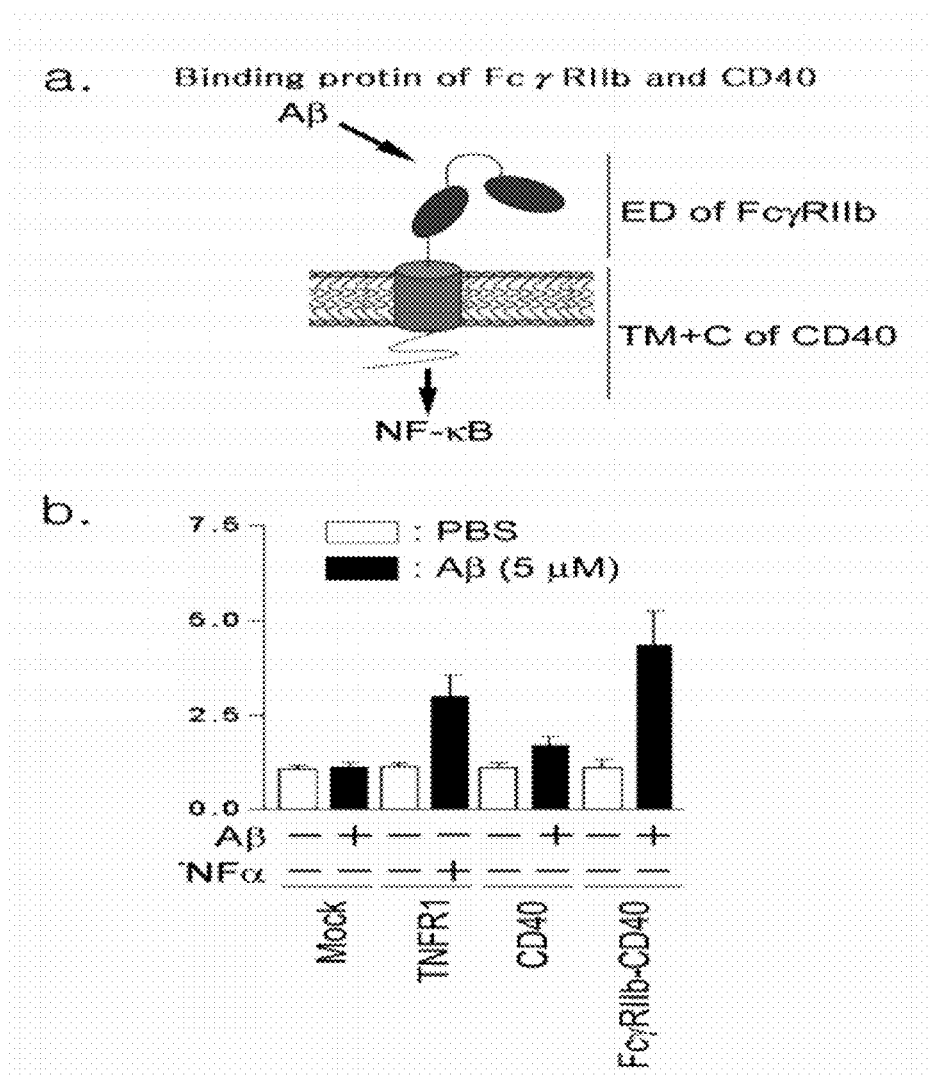 a. Binding protin of Fc γ RIIb and CD40
Aβ
ED of FcγRIIb
TM+C of CD40
NF-κB
b.
7.5
: PBS
: Aβ (5 μM)
5.0
2.5
0.0
Aβ — + — — — + — +
NFα — — — + — — — —
Mock
TNFR1
CD40
FcγRIIb-CD40